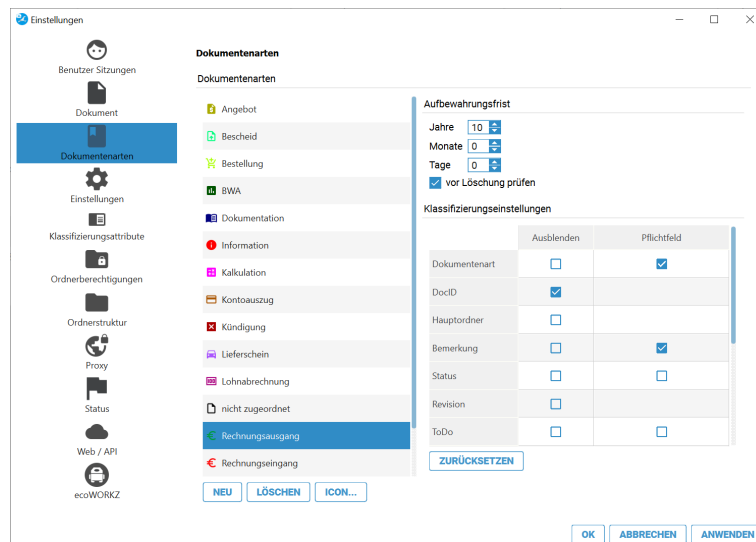 Einstellungen
Benutzer Sitzungen
Dokument
Dokumentenarten
Einstellungen
Klassifizierungsattribute
Ordnerberechtigungen
Ordnerstruktur
Proxy
Status
Web / API
ecoWORKZ
Dokumentenarten
Dokumentenarten
Angebot
Bescheid
Bestellung
BWA
Dokumentation
Information
Kalkulation
Kontoauszug
Kündigung
Lieferschein
Lohnabrechnung
nicht zugeordnet
Rechnungsausgang
Rechnungseingang
NEU LÖSCHEN ICON...
Aufbewahrungsfrist
Jahre 10
Monate 0
Tage 0
vor Löschung prüfen
Klassifizierungseinstellungen
Ausblenden Pflichtfeld
Dokumentenart
DocID
Hauptordner
Bemerkung
Status
Revision
ToDo
ZURÜCKSETZEN
OK ABBRECHEN ANWENDEN